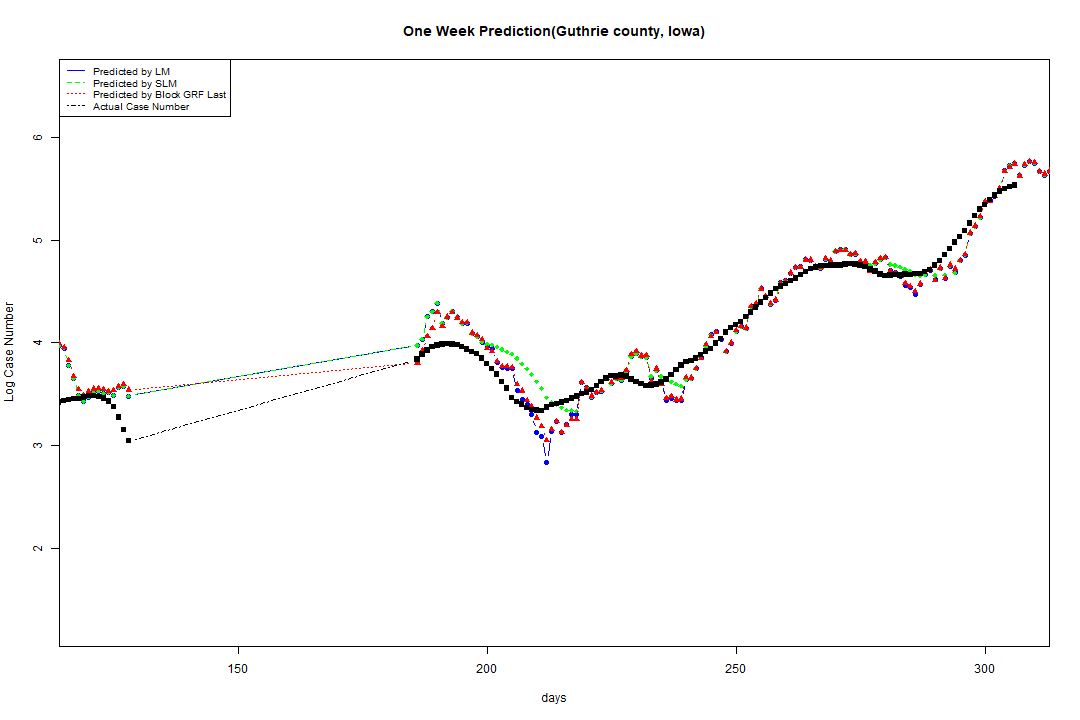 One Week Prediction(Guthrie county, Iowa)
Predicted by LM
Predicted by SLM
Predicted by Block GRF Last
Actual Case Number
Log Case Number
6
5
4
3
2
150 200 250 300
days